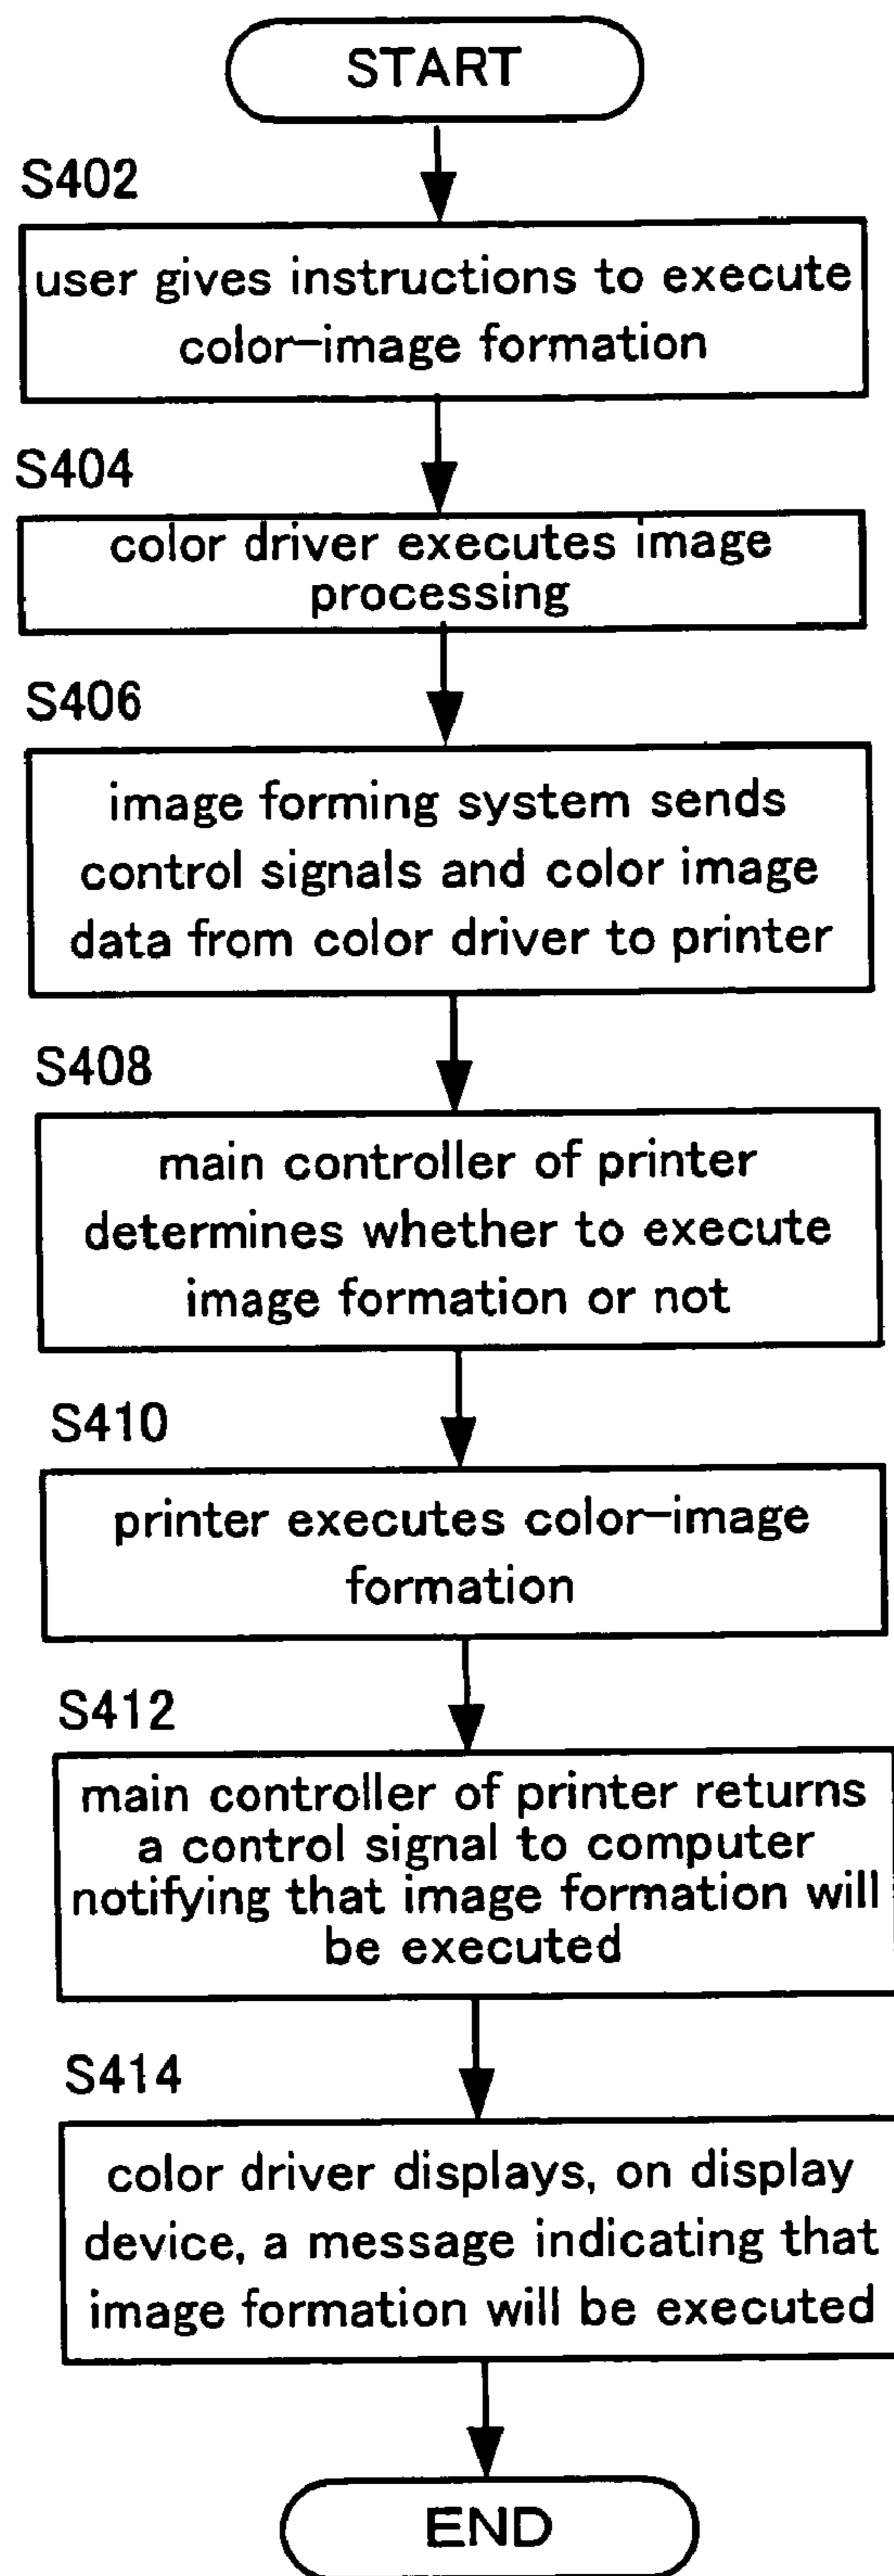 START
S402
user gives instructions to execute
color-image formation
S404
color driver executes image
processing
S406
image forming system sends
control signals and color image
data from color driver to printer
S408
main controller of printer
determines whether to execute
image formation or not
S410
printer executes color-image
formation
S412
main controller of printer returns
a control signal to computer
notifying that image formation will
be executed
S414
color driver displays, on display
device, a message indicating that
image formation will be executed
END